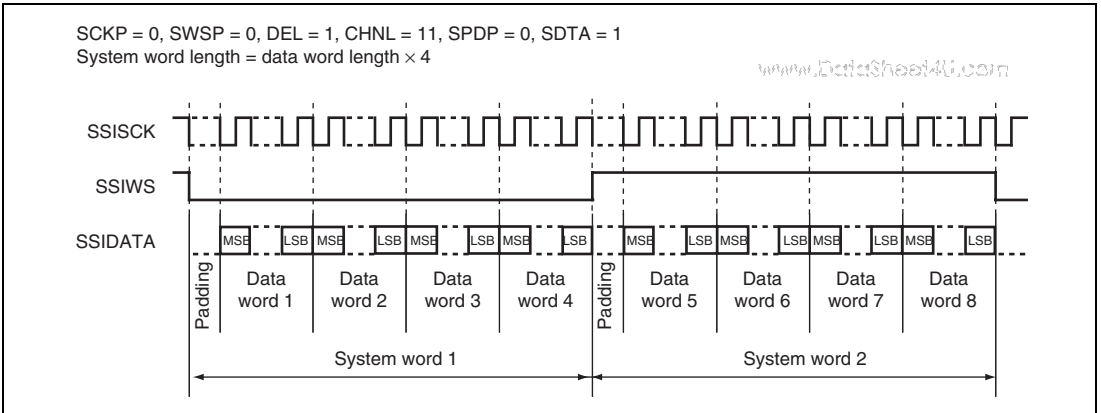 SCKP = 0, SWSP = 0, DEL = 1, CHNL = 11, SPDP = 0, SDTA = 1
System word length = data word length × 4
www.DataSheet4U.com
SSISCK
SSIWS
SSIDATA
MSB LSB MSB LSB MSB LSB MSB LSB MSB LSB MSB LSB MSB LSB MSB LSB
Padding
Data word 1
Data word 2
Data word 3
Data word 4
Padding
Data word 5
Data word 6
Data word 7
Data word 8
System word 1
System word 2